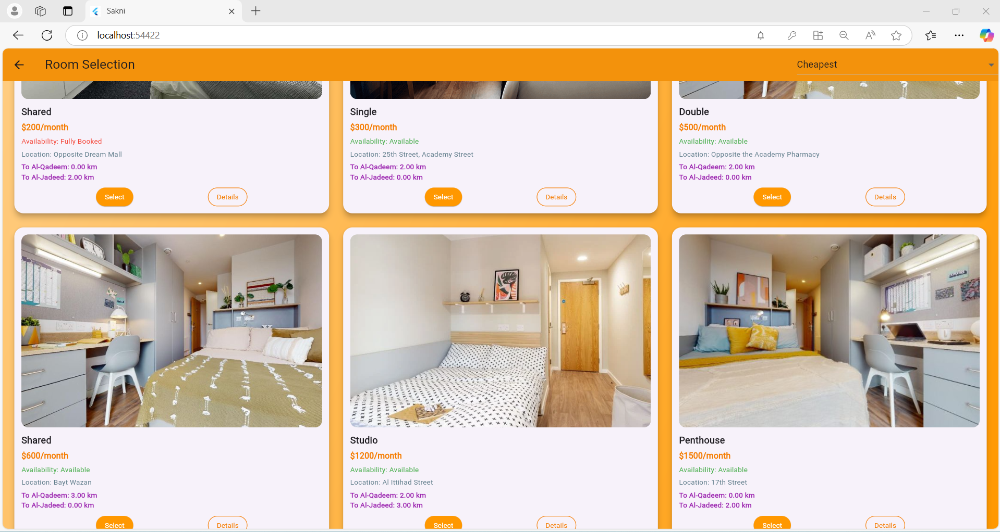 Sakni
localhost:54422
Room Selection
Cheapest
Shared
$200/month
Availability: Fully Booked
Location: Opposite Dream Mall
To Al-Qadeem: 0.00 km
To Al-Jadeed: 2.00 km
Select
Details
Single
$300/month
Availability: Available
Location: 25th Street, Academy Street
To Al-Qadeem: 2.00 km
To Al-Jadeed: 0.00 km
Select
Details
Double
$500/month
Availability: Available
Location: Opposite the Academy Pharmacy
To Al-Qadeem: 2.00 km
To Al-Jadeed: 0.00 km
Select
Details
Shared
$600/month
Availability: Available
Location: Bayt Wazan
To Al-Qadeem: 3.00 km
To Al-Jadeed: 0.00 km
Select
Details
Studio
$1200/month
Availability: Available
Location: Al Ittihad Street
To Al-Qadeem: 2.00 km
To Al-Jadeed: 3.00 km
Select
Details
Penthouse
$1500/month
Availability: Available
Location: 17th Street
To Al-Qadeem: 0.00 km
To Al-Jadeed: 2.00 km
Select
Details